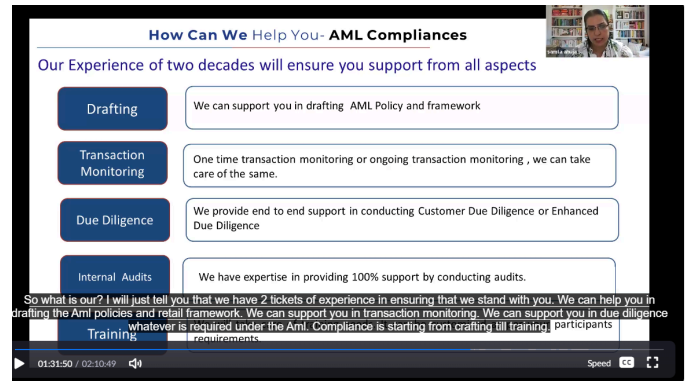 How Can We Help You- AML Compliances
Our Experience of two decades will ensure you support from all aspects
Drafting
We can support you in drafting AML Policy and framework
Transaction
Monitoring
One time transaction monitoring or ongoing transaction monitoring , we can take
care of the same.
Due Diligence
We provide end to end support in conducting Customer Due Diligence or Enhanced
Due Diligence
Internal Audits
We have expertise in providing 100% support by conducting audits.
So what is our? I will just tell you that we have 2 tickets of experience in ensuring that we stand with you. We can help you in
drafting the Aml policies and retail framework. We can support you in transaction monitoring. We can support you in due diligence
whatever is required under the Aml. Compliance is starting from crafting till training.
participants
Training
requirements.
01:31:50 / 02:10:49
Speed
CC